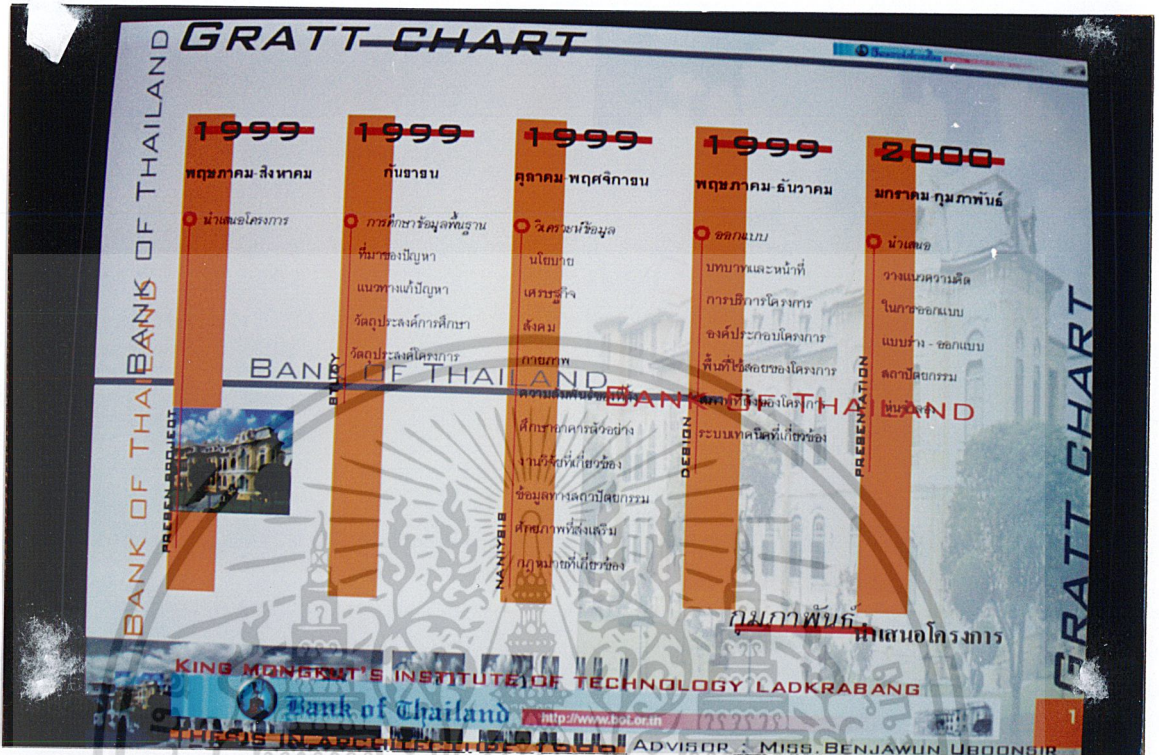 GRATT CHART
BANK OF THAILAND
BANK OF THAILAND
1999
พฤษภาคม-สิงหาคม
นำเสนอโครงการ
PRESEN PROJECT
1999
กันยายน
การศึกษาข้อมูลพื้นฐาน
ที่มาของปัญหา
แนวทางแก้ปัญหา
วัตถุประสงค์การศึกษา
วัตถุประสงค์โครงการ
STUDY
1999
ตุลาคม-พฤศจิกายน
วิเคราะห์ข้อมูล
นโยบาย
เศรษฐกิจ
สังคม
กายภาพ
ศึกษาอาคารตัวอย่าง
งานวิจัยที่เกี่ยวข้อง
ข้อมูลทางสถาปัตยกรรม
ศักยภาพที่ส่งเสริม
กฎหมายที่เกี่ยวข้อง
NANIYSIS
1999
พฤษภาคม-ธันวาคม
ออกแบบ
บทบาทและหน้าที่
การบริการโครงการ
องค์ประกอบโครงการ
พื้นที่ใช้สอยของโครงการ
ระบบเทคนิคที่เกี่ยวข้อง
DESIGN
2000
มกราคม-กุมภาพันธ์
นำเสนอ
วางแนวความคิด
ในการออกแบบ
แบบร่าง - ออกแบบ
สถาปัตยกรรม
PRESENTATION
BANK OF THAILAND
BANK OF THAILAND
กุมภาพันธ์
นำเสนอโครงการ
GRATT CHART
KING MONGKUT'S INSTITUTE OF TECHNOLOGY LADKRABANG
Bank of Thailand
http://www.bot.or.th
1
THESIS IN ARCHITECTURE
ADVISOR : MISS. BENJAWUN UBONSRI